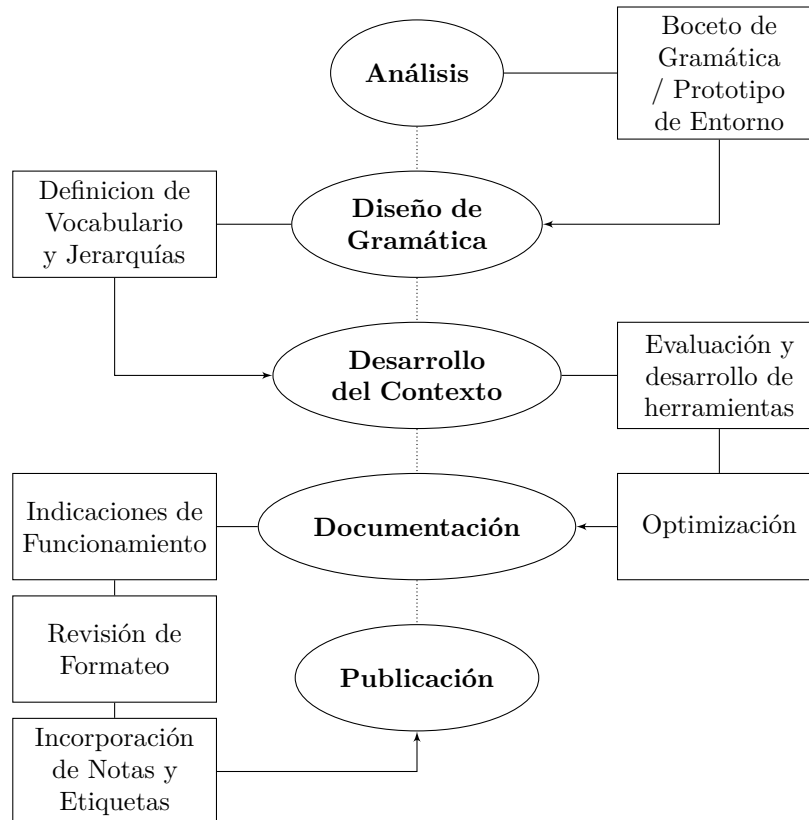 Análisis
Boceto de
Gramática
/ Prototipo
de Entorno
Definicion de
Vocabulario
y Jerarquías
Diseño de
Gramática
Desarrollo
del Contexto
Evaluación y
desarrollo de
herramientas
Indicaciones de
Funcionamiento
Documentación
Optimización
Revisión de
Formateo
Publicación
Incorporación
de Notas y
Etiquetas